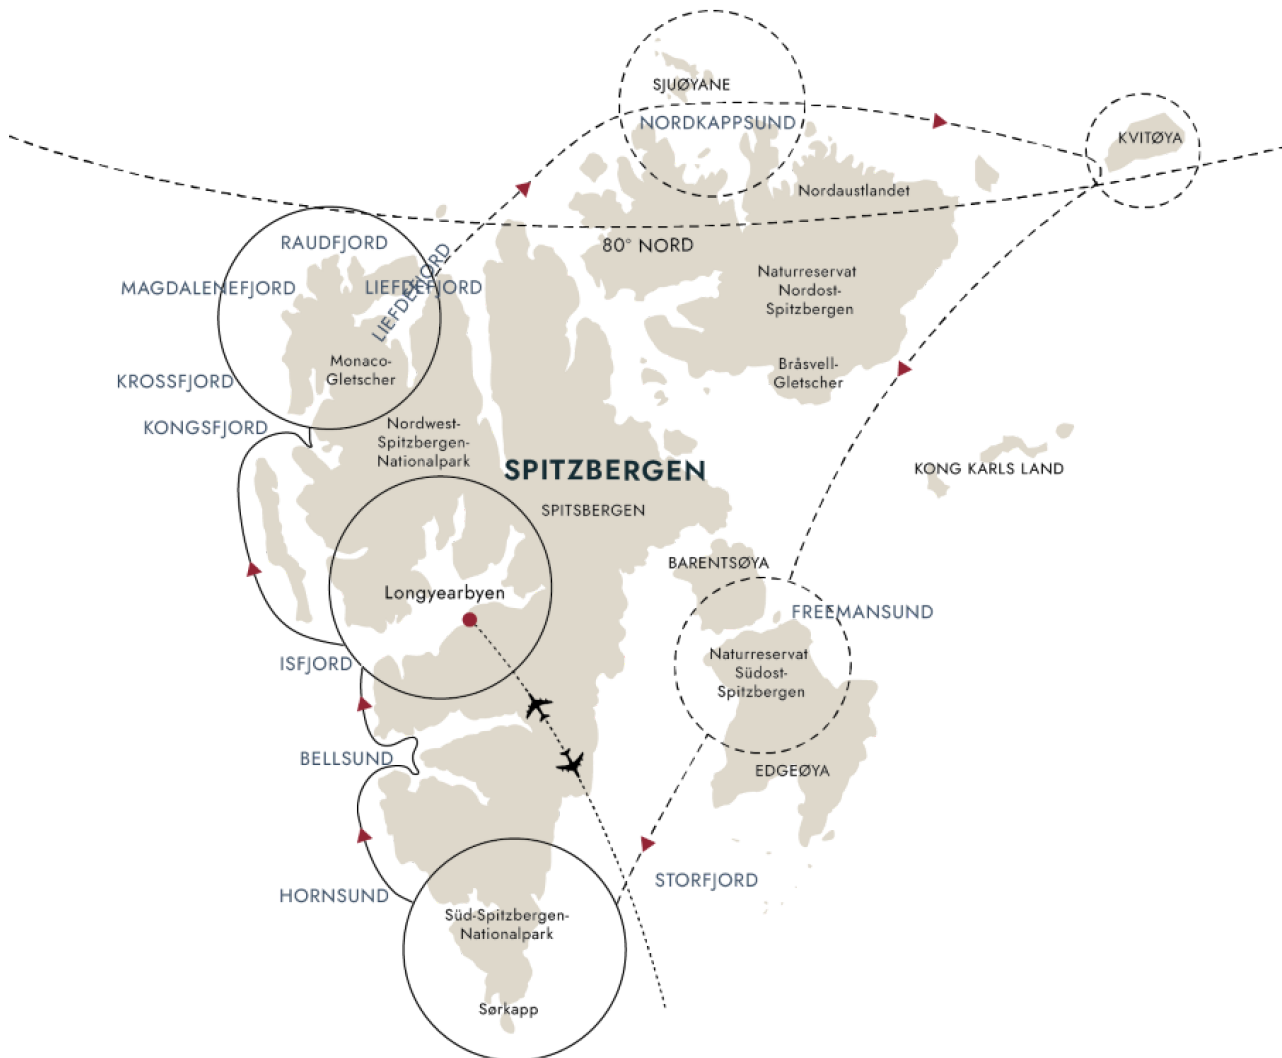 SJUØYANE
NORDKAPPSUND
KVITØYA
Nordaustlandet
RAUDFJORD
80° NORD
MAGDALENEFJORD
LIEFDEFJORD
LIEFDEFJORD
Naturreservat
Nordost-
Spitzbergen
Monaco-
Gletscher
Bråsvell-
Gletscher
KROSSFJORD
KONGSFJORD
Nordwest-
Spitzbergen-
Nationalpark
SPITZBERGEN
KONG KARLS LAND
SPITSBERGEN
BARENTSØYA
Longyearbyen
FREEMANSUND
ISFJORD
Naturreservat
Südost-
Spitzbergen
BELLSUND
EDGEØYA
STORFJORD
HORNSUND
Süd-Spitzbergen-
Nationalpark
Sørkapp